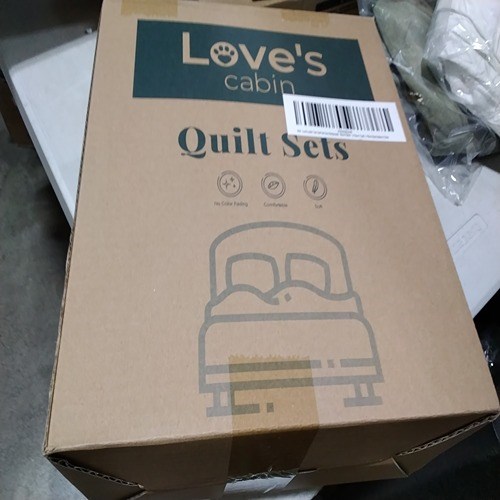 Love's
cabin
Quilt Sets
No Color Fading Comfortable Soft